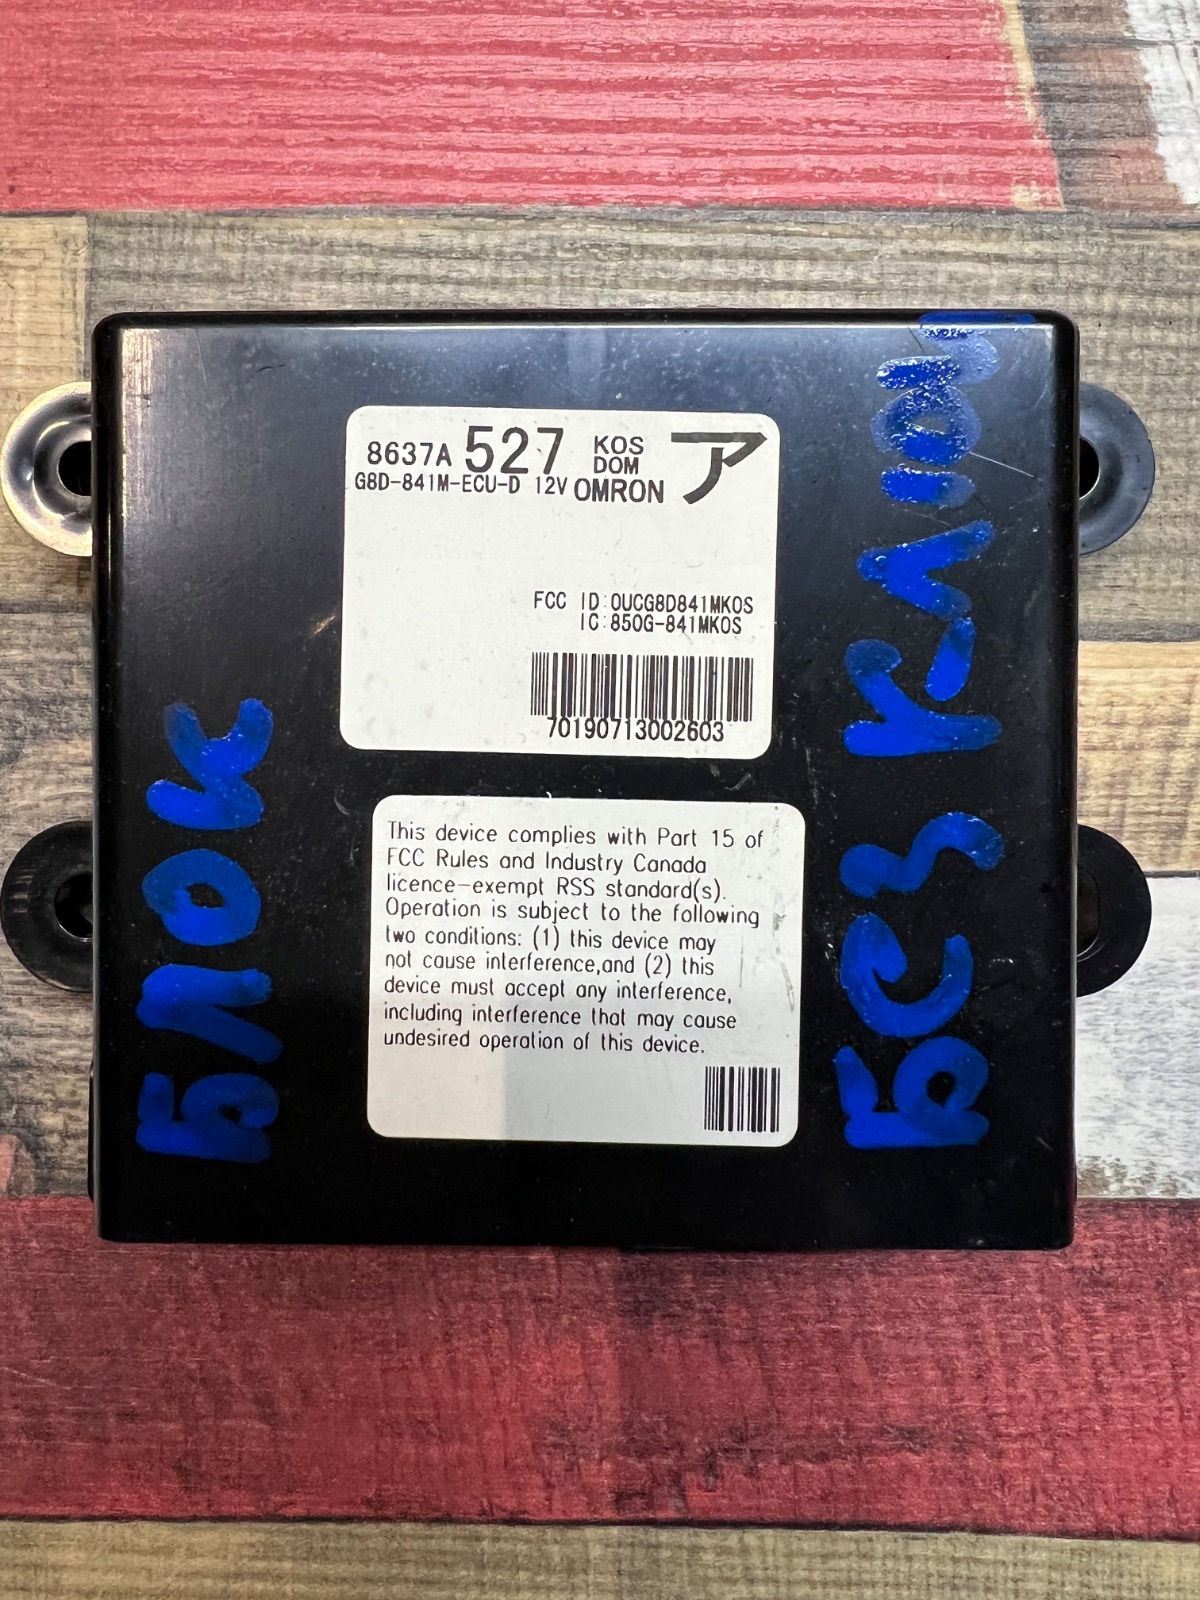 8637A 527 KOS DOM ア
G8D-841M-ECU-D 12V OMRON
FCC ID:OUCG8D841MKOS
IC:850G-841MKOS
70190713002603
This device complies with Part 15 of
FCC Rules and Industry Canada
licence-exempt RSS standard(s).
Operation is subject to the following
two conditions: (1) this device may
not cause interference,and (2) this
device must accept any interference,
including interference that may cause
undesired operation of this device.
БЛОК
БЕЗ КЛЮЧ